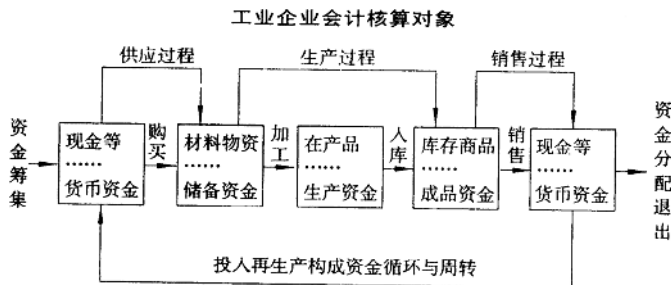 工业企业会计核算对象
供应过程
生产过程
销售过程
资金筹集
现金等
……
货币资金
购买
材料物资
……
储备资金
加工
在产品
……
生产资金
入库
库存商品
……
成品资金
销售
现金等
……
货币资金
资金分配退出
投入再生产构成资金循环与周转